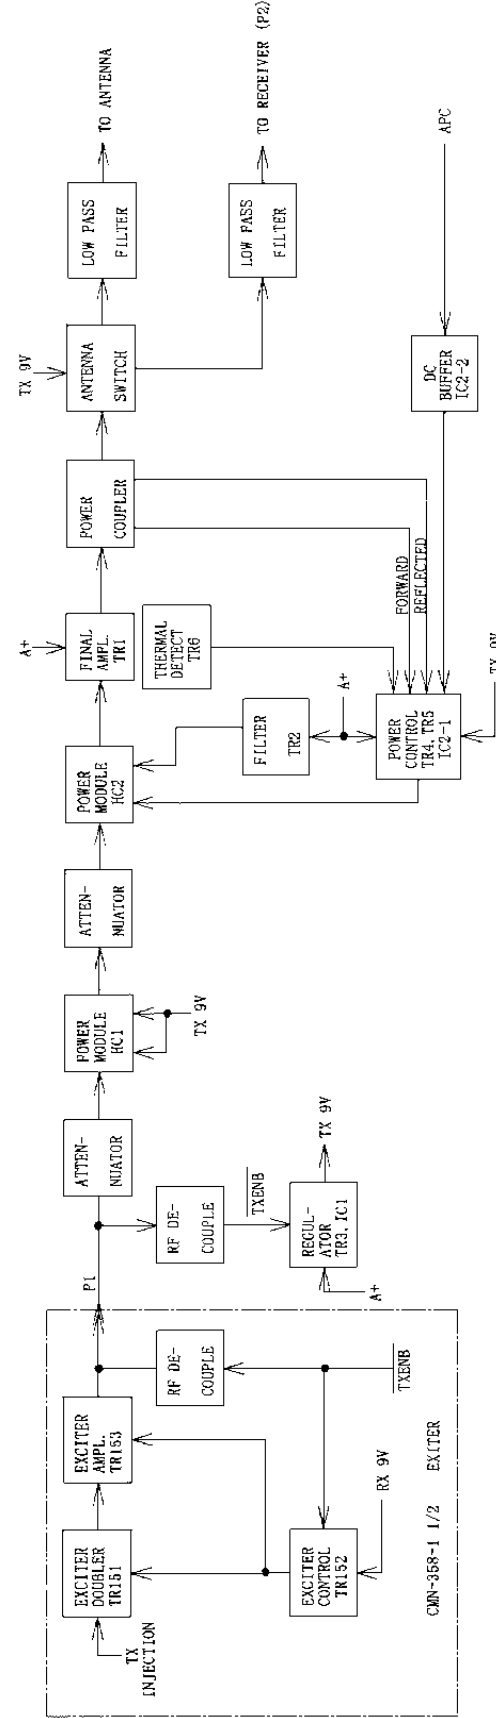 TX
INJECTION
EXCITER
DOUBLER
TR151
EXCITER
AMPL.
TR153
EXCITER
CONTROL
TR152
RX 9V
TXENB
RF DE-
COUPLE
CMN-358-1 1/2 EXITER
P1
RF DE-
COUPLE
TXENB
REGUL-
ATOR
TR3,IC1
A+
TX 9V
ATTEN-
NUATOR
POWER
MODULE
HC1
TX 9V
ATTEN-
NUATOR
POWER
MODULE
HC2
FILTER
TR2
A+
POWER
CONTROL
TR4,TR5
IC2-1
TX 9V
THERMAL
DETECT
TR6
FINAL
AMPL.
TR1
A+
FORWARD
REFLECTED
POWER
COUPLER
ANTENNA
SWITCH
TX 9V
DC
BUFFER
IC2-2
APC
LOW PASS
FILTER
TO ANTENNA
LOW PASS
FILTER
TO RECEIVER (P2)